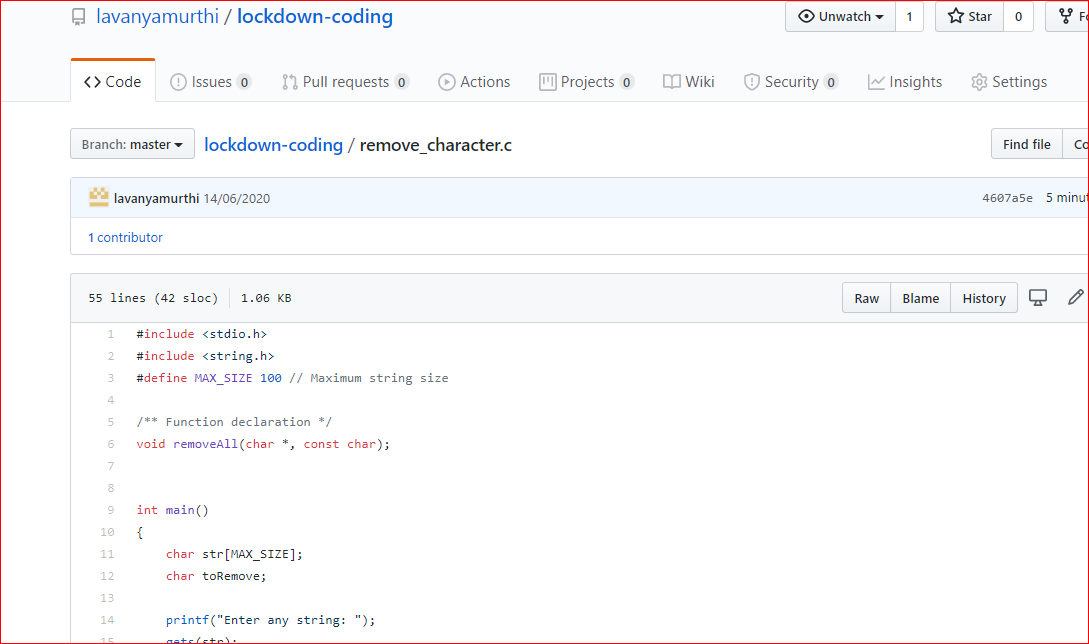 lavanyamurthi / lockdown-coding
Unwatch 1 Star 0
Code Issues 0 Pull requests 0 Actions Projects 0 Wiki Security 0 Insights Settings
Branch: master lockdown-coding / remove_character.c Find file
lavanyamurthi 14/06/2020 4607a5e 5
1 contributor
55 lines (42 sloc) 1.06 KB Raw Blame History
1 #include <stdio.h>
2 #include <string.h>
3 #define MAX_SIZE 100 // Maximum string size
4
5 /** Function declaration */
6 void removeAll(char *, const char);
7
8
9 int main()
10 {
11 char str[MAX_SIZE];
12 char toRemove;
13
14 printf("Enter any string: ");
15 gets(str);